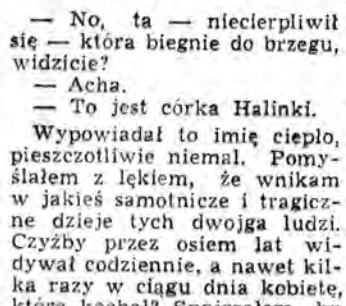 — No, ta — niecierpliwił
się — która biegnie do brzegu,
widzicie?
— Acha.
— To jest córka Halinki.
Wypowiadał to imię ciepło,
pieszczotliwie niemal. Pomy-
ślałem z lękiem, że wnikam
w jakieś samotnicze i tragicz-
ne dzieje tych dwojga ludzi.
Czyżby przez osiem lat wi-
dywał codziennie, a nawet kil-
ka razy w ciągu dnia kobietę,